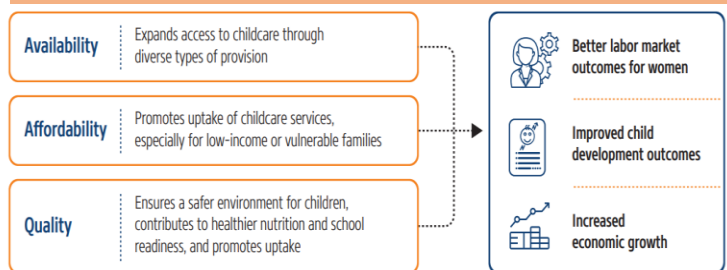 Availability
Expands access to childcare through
diverse types of provision
Affordability
Promotes uptake of childcare services,
especially for low-income or vulnerable families
Quality
Ensures a safer environment for children,
contributes to healthier nutrition and school
readiness, and promotes uptake
Better labor market
outcomes for women
Improved child
development outcomes
Increased
economic growth